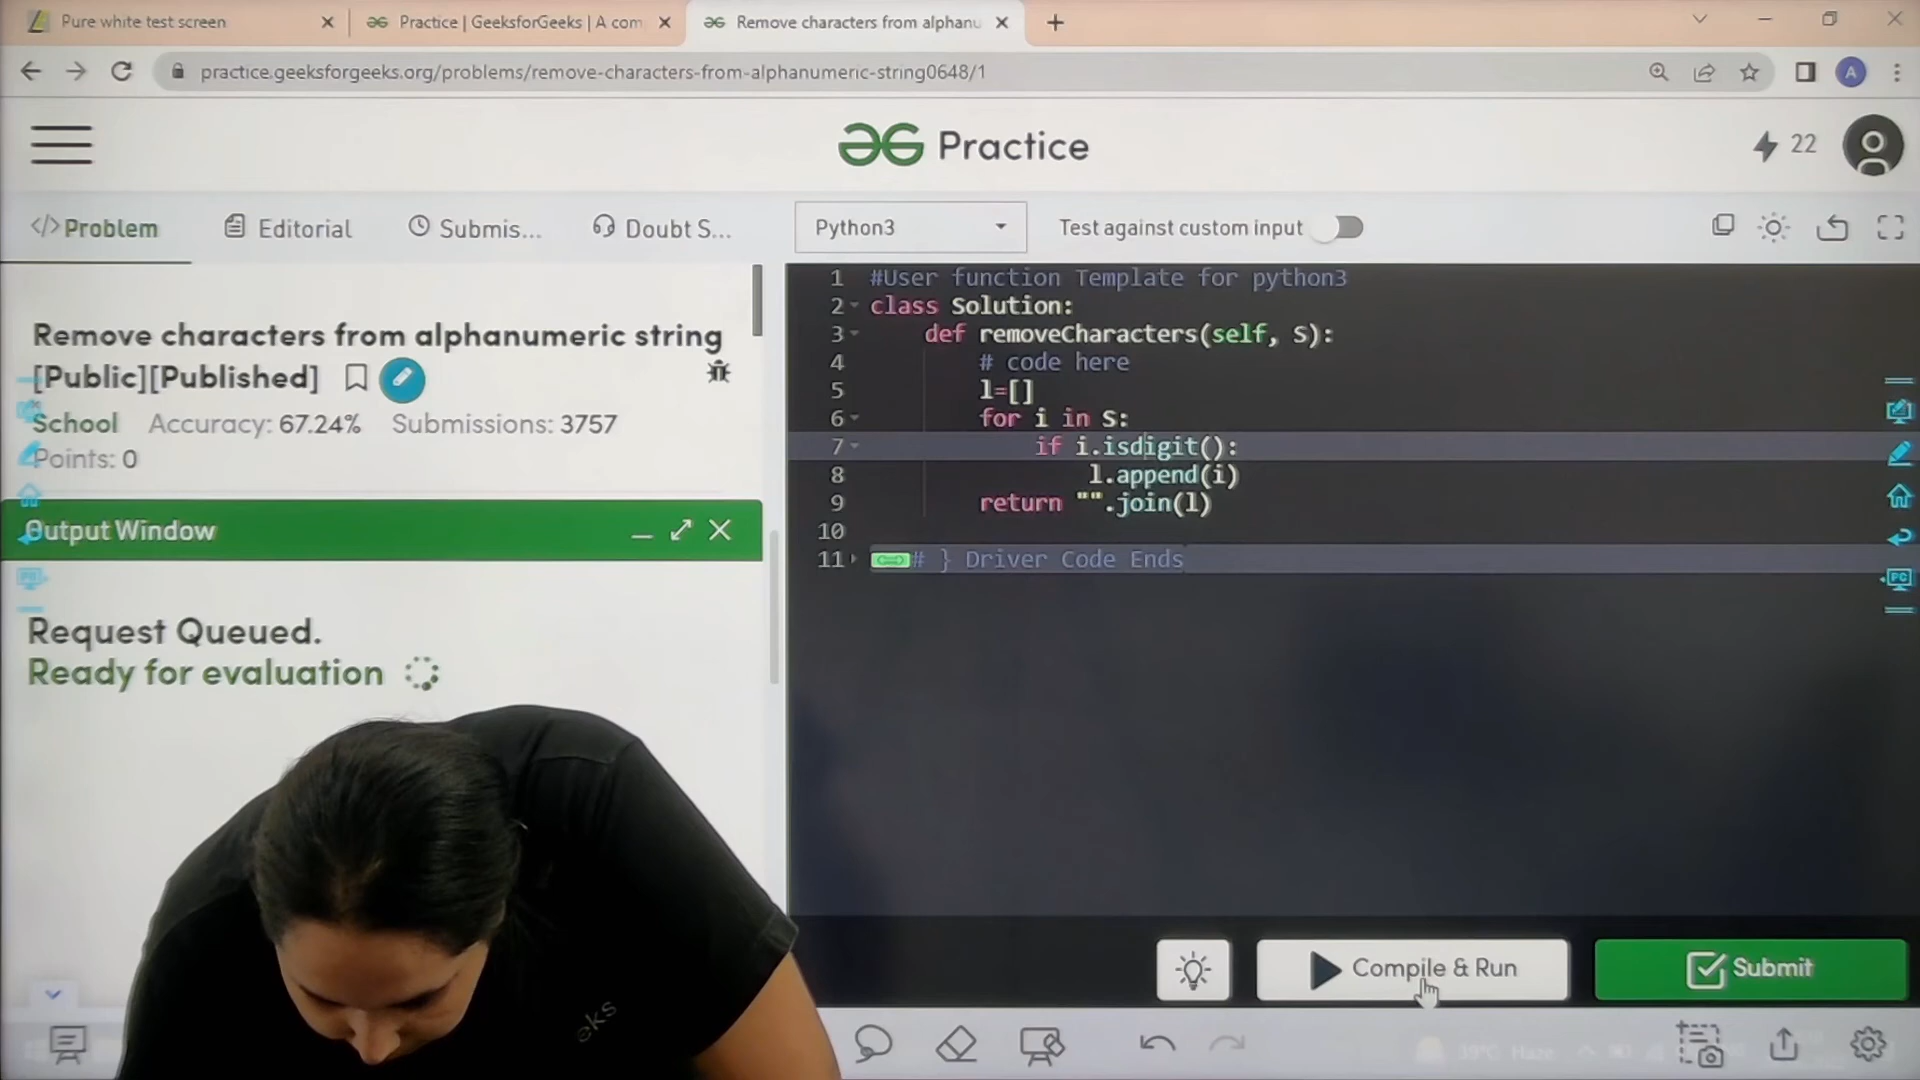 Pure white test screen
Practice | GeeksforGeeks | A com
Remove characters from alphanu
practice.geeksforgeeks.org/problems/remove-characters-from-alphanumeric-string0648/1
A
Practice
22
</> Problem
Editorial
Submis...
Doubt S...
Python3
Test against custom input
Remove characters from alphanumeric string
[Public][Published]
School Accuracy: 67.24% Submissions: 3757
Points: 0
Output Window
Request Queued.
Ready for evaluation
1 #User function Template for python3
2 class Solution:
3 def removeCharacters(self, S):
4 # code here
5 l=[]
6 for i in S:
7 if i.isdigit():
8 l.append(i)
9 return "".join(l)
10
11 # } Driver Code Ends
PC
eks
Compile & Run
Submit
39°C Haze